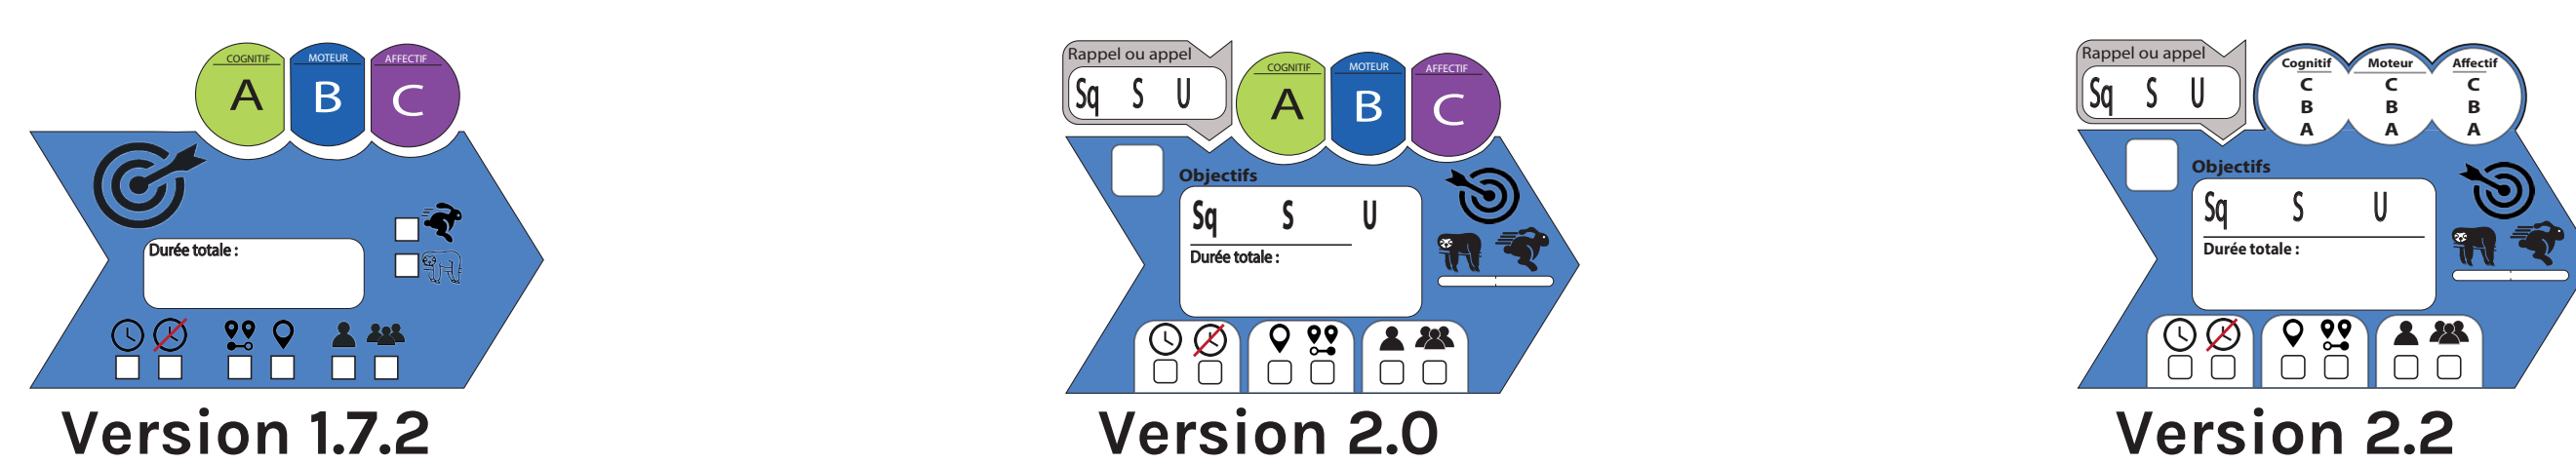 COGNITIF MOTEUR AFFECTIF
A B C
Durée totale :
Version 1.7.2
Rappel ou appel
Sq S U
COGNITIF MOTEUR AFFECTIF
A B C
Objectifs
Sq S U
Durée totale :
Version 2.0
Rappel ou appel
Sq S U
Cognitif Moteur Affectif
C C C
B B B
A A A
Objectifs
Sq S U
Durée totale :
Version 2.2